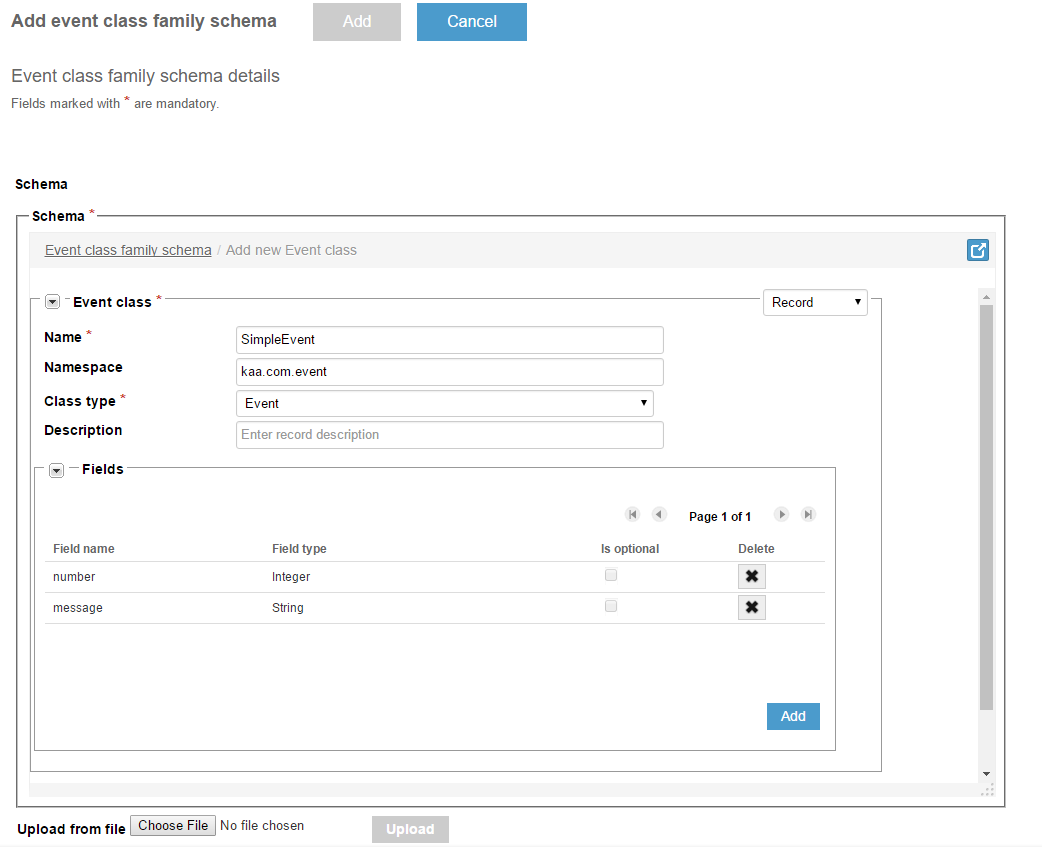 Add event class family schema Add Cancel
Event class family schema details
Fields marked with * are mandatory.
Schema
Schema *
Event class family schema / Add new Event class
Event class * Record
Name * SimpleEvent
Namespace kaa.com.event
Class type * Event
Description Enter record description
Fields
Page 1 of 1
Field name Field type Is optional Delete
number Integer
message String
Add
Upload from file Choose File No file chosen Upload